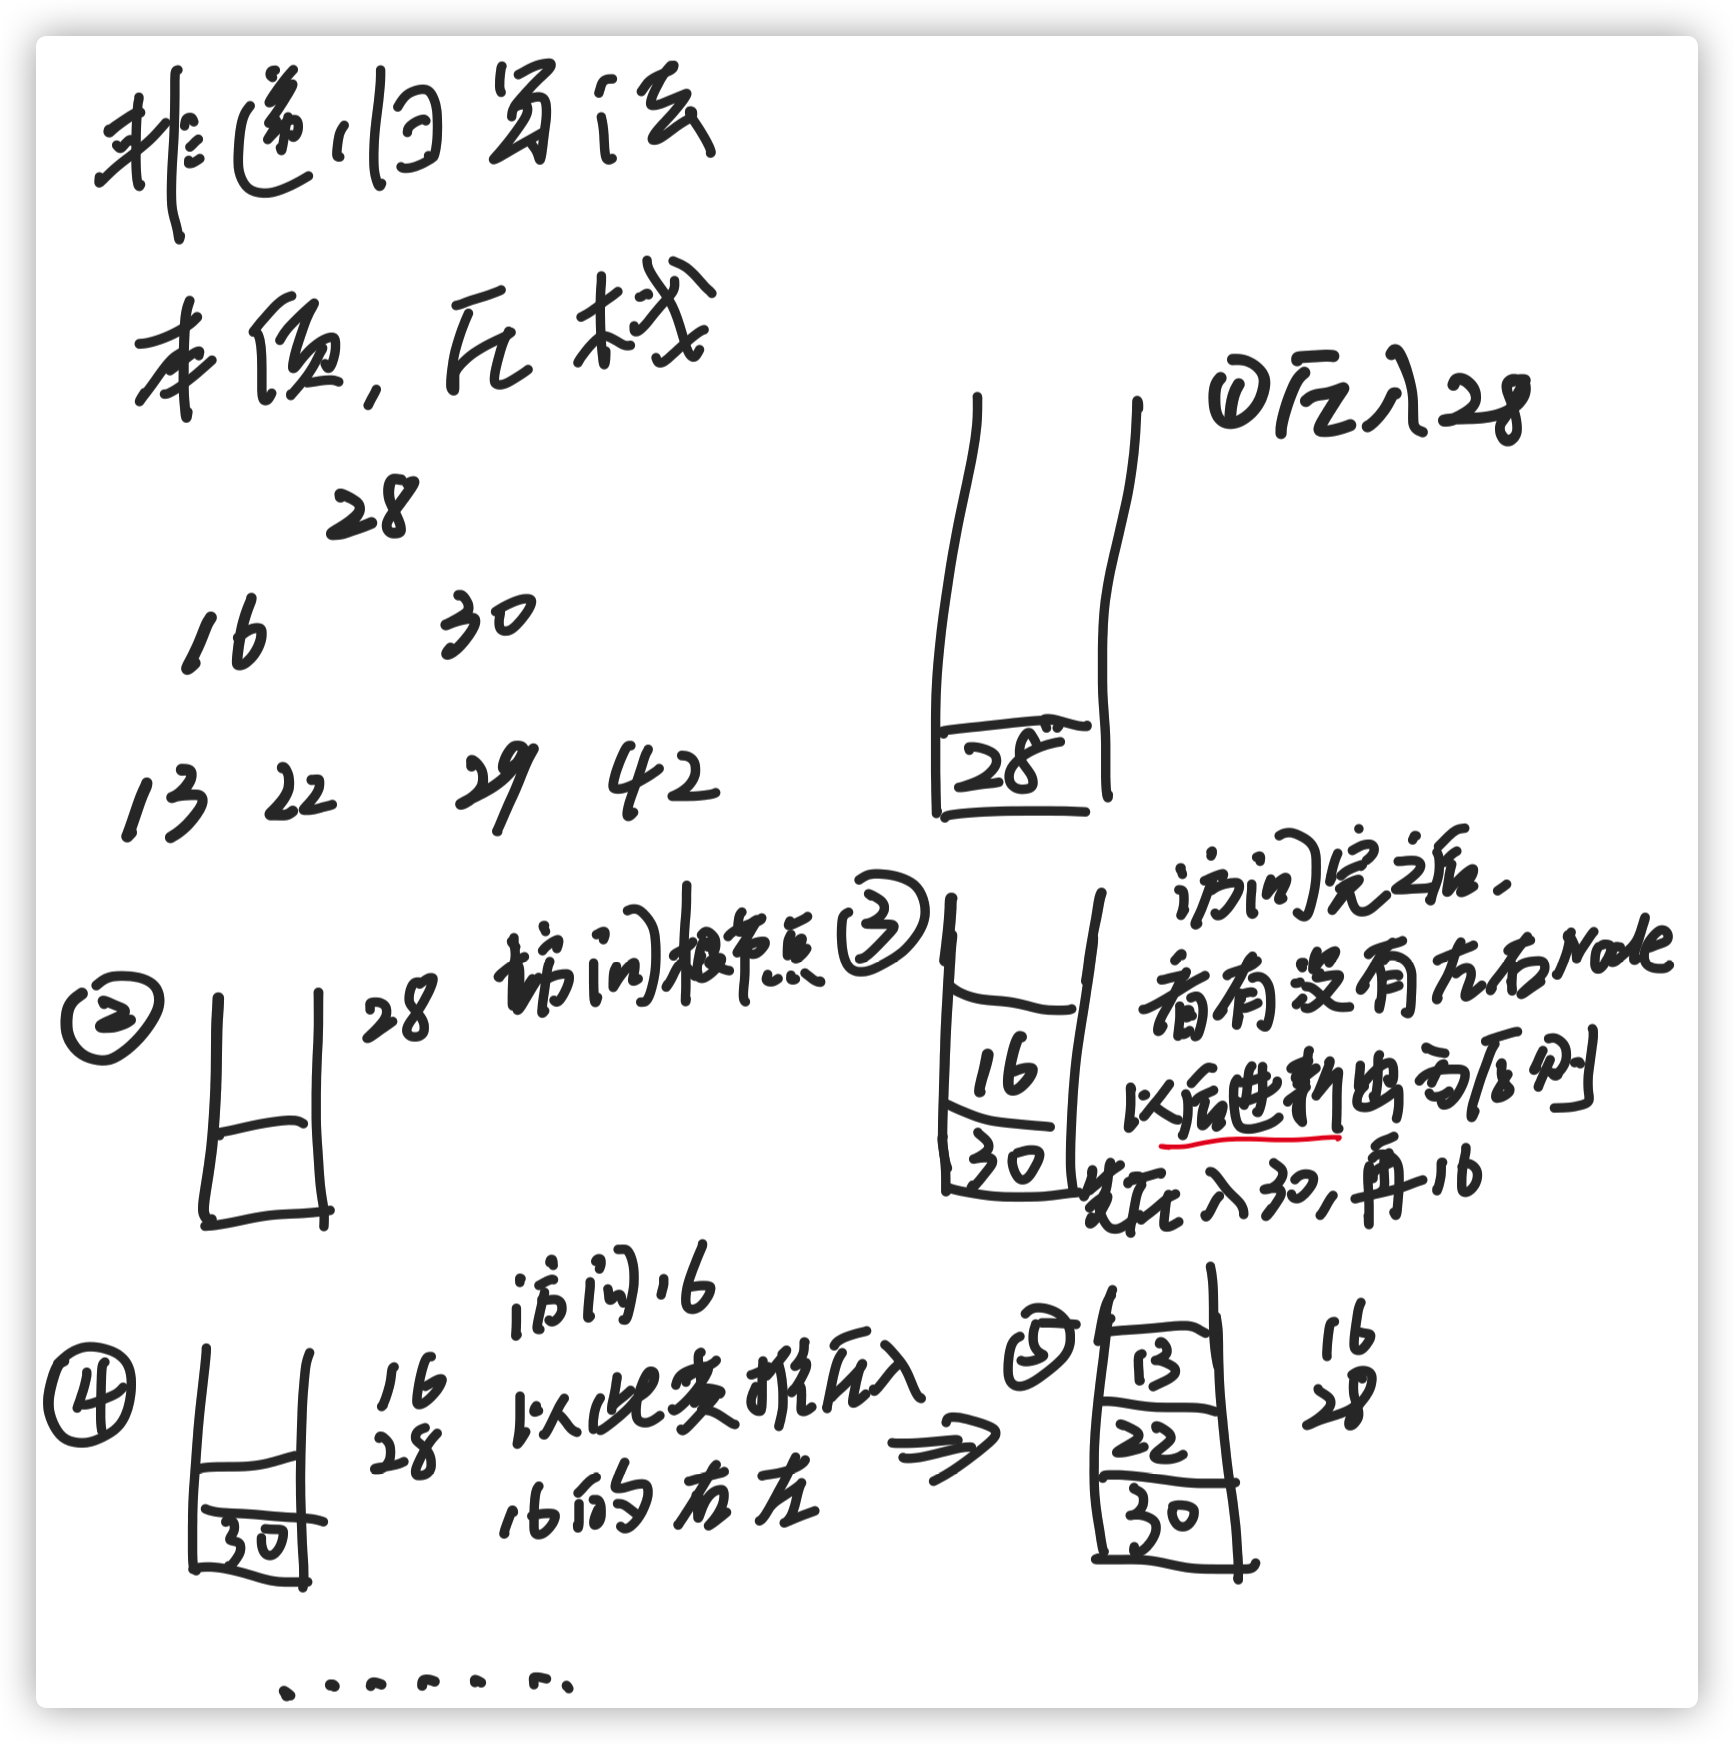 非递归算法
本质,压栈
28
16 30
13 22 29 42
①压入28
28
② 28 访问根节点
③
16
30
访问完之后.
看有没有左右Node
以后进新出为原则
先压入30,再16
④
30
16
28
访问16
以此类推压入
16的右左
⑤
13
22
30
16
28
.......